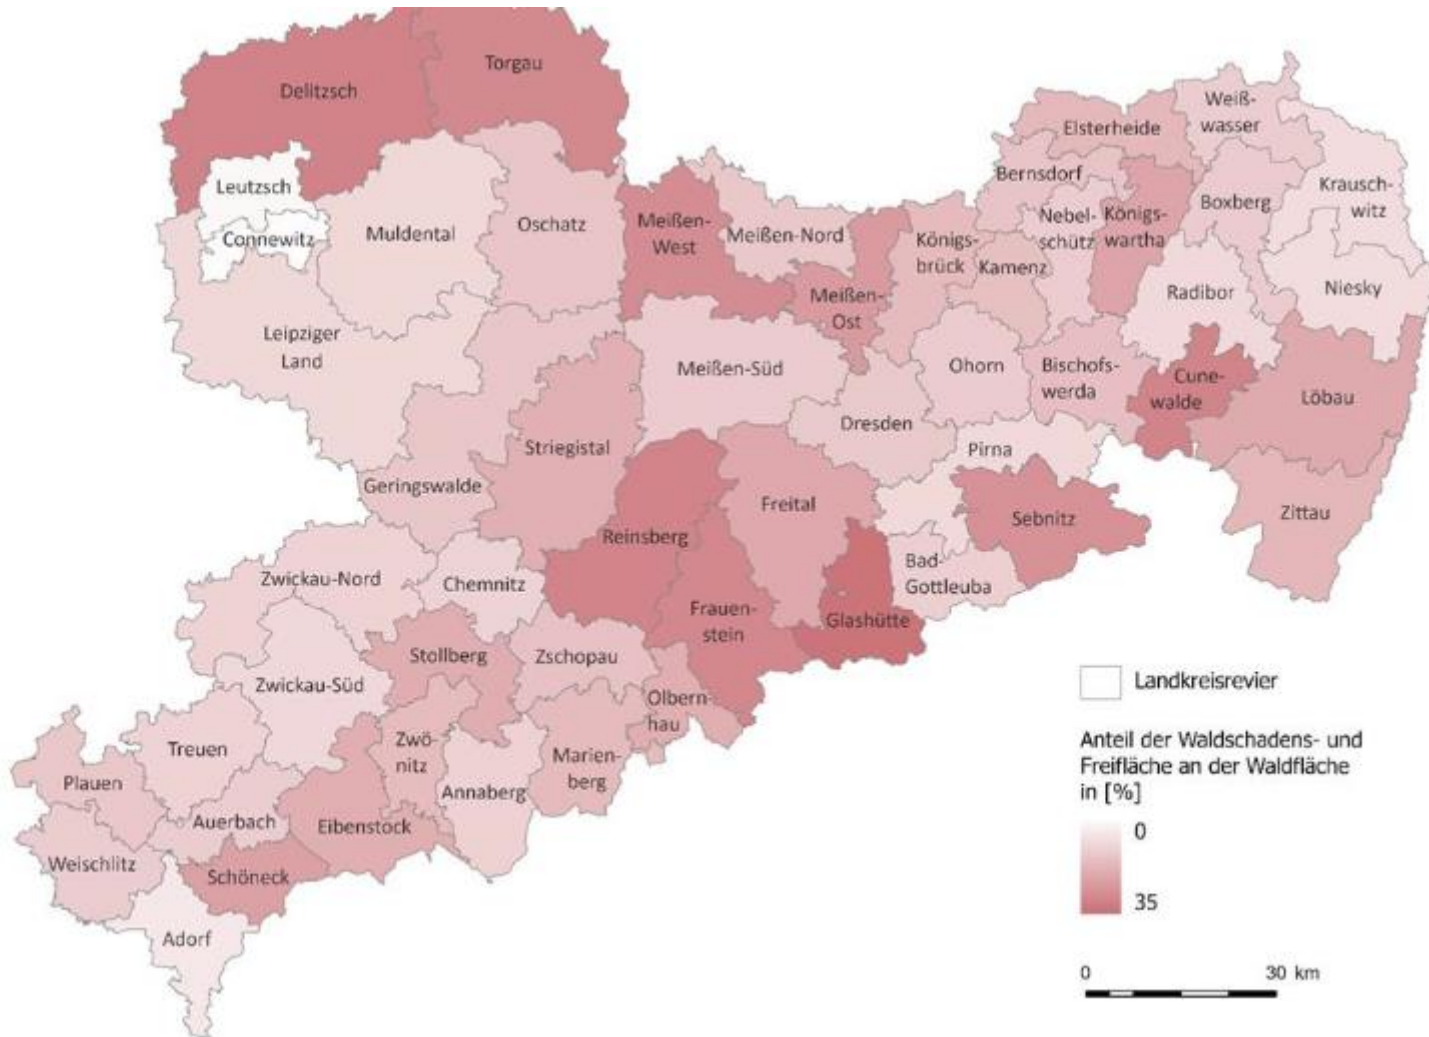 Torgau
Delitzsch
Weiß-
wasser
Elsterheide
Bernsdorf
Krausch-
witz
Leutzsch
Boxberg
Nebel-
schütz
Königs-
wartha
Oschatz
Meißen-
West
Meißen-Nord
Muldental
Connewitz
Königs-
brück
Kamenz
Radibor
Niesky
Meißen-
Ost
Leipziger
Land
Meißen-Süd
Ohorn
Bischofs-
werda
Cune-
walde
Löbau
Dresden
Pirna
Striegistal
Geringswalde
Freital
Sebnitz
Zittau
Reinsberg
Bad-
Gottleuba
Zwickau-Nord
Chemnitz
Frauen-
stein
Glashütte
Stollberg
Zschopau
Zwickau-Süd
Olbern-
hau
Treuen
Zwö-
nitz
Marien-
berg
Plauen
Annaberg
Auerbach
Eibenstock
Weischlitz
Schöneck
Adorf
Landkreisrevier
Anteil der Waldschadens- und
Freifläche an der Waldfläche
in [%]
0
35
0 30 km